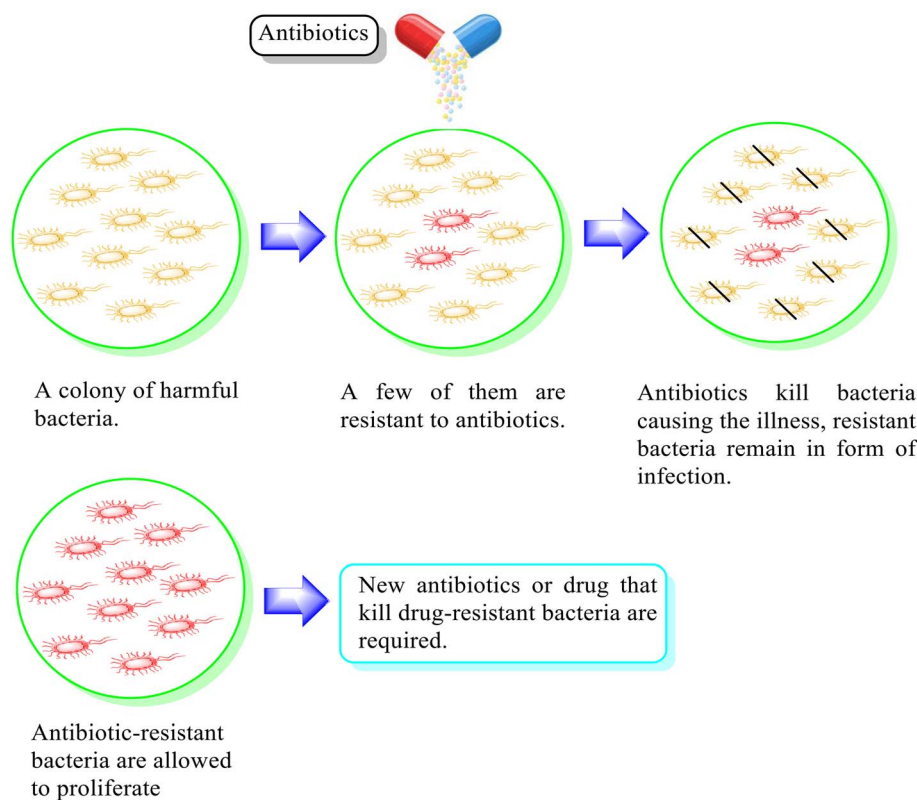 Antibiotics
A colony of harmful
bacteria.
A few of them are
resistant to antibiotics.
Antibiotics kill bacteria
causing the illness, resistant
bacteria remain in form of
infection.
New antibiotics or drug that
kill drug-resistant bacteria are
required.
Antibiotic-resistant
bacteria are allowed
to proliferate